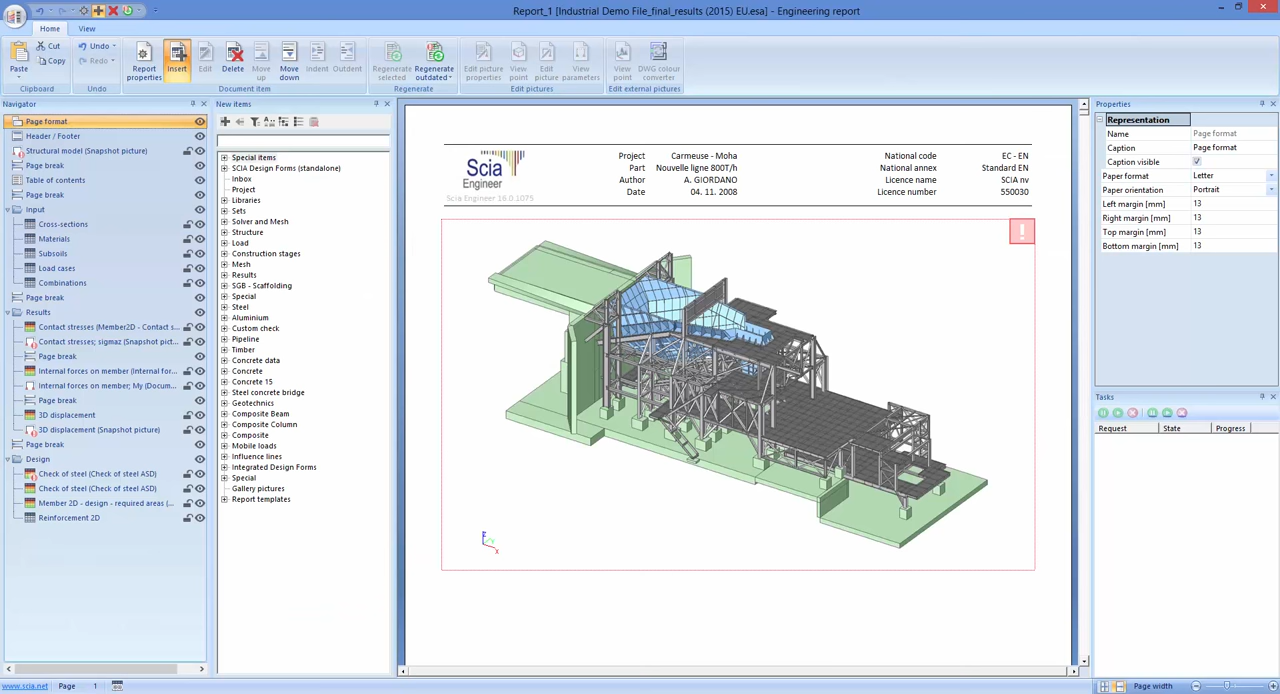 Report_1 [Industrial Demo File_final_results (2015) EU.esa] - Engineering report
Home
View
Paste
Cut
Copy
Clipboard
Undo
Redo
Undo
Report properties
Insert
Edit
Delete
Move up
Move down
Indent
Outdent
Document item
Regenerate selected
Regenerate outdated
Regenerate
Edit picture properties
View point
Edit picture
View parameters
Edit pictures
View point
DWG colour converter
Edit external pictures
Navigator
Page format
Header / Footer
Structural model (Snapshot picture)
Page break
Table of contents
Page break
Input
Cross-sections
Materials
Subsoils
Load cases
Combinations
Page break
Results
Contact stresses (Member2D - Contact s...
Contact stresses; sigmaz (Snapshot pict...
Page break
Internal forces on member (Internal for...
Internal forces on member; My (Docum...
Page break
3D displacement
3D displacement (Snapshot picture)
Page break
Design
Check of steel (Check of steel ASD)
Check of steel (Check of steel ASD)
Member 2D - design - required areas (...
Reinforcement 2D
New items
Special items
SCIA Design Forms (standalone)
Inbox
Project
Libraries
Sets
Solver and Mesh
Structure
Load
Construction stages
Mesh
Results
SGB - Scaffolding
Special
Steel
Aluminium
Custom check
Pipeline
Timber
Concrete data
Concrete
Concrete 15
Steel concrete bridge
Geotechnics
Composite Beam
Composite Column
Composite
Mobile loads
Influence lines
Integrated Design Forms
Special
Gallery pictures
Report templates
Scia Engineer
Scia Engineer 16.0.1075
Project Carmeuse - Moha
Part Nouvelle ligne 800T/h
Author A. GIORDANO
Date 04. 11. 2008
National code EC - EN
National annex Standard EN
Licence name SCIA nv
Licence number 550030
!
z
x
Properties
Representation
Name Page format
Caption Page format
Caption visible
Paper format Letter
Paper orientation Portrait
Left margin [mm] 13
Right margin [mm] 13
Top margin [mm] 13
Bottom margin [mm] 13
Tasks
Request State Progress
www.scia.net Page 1
Page width